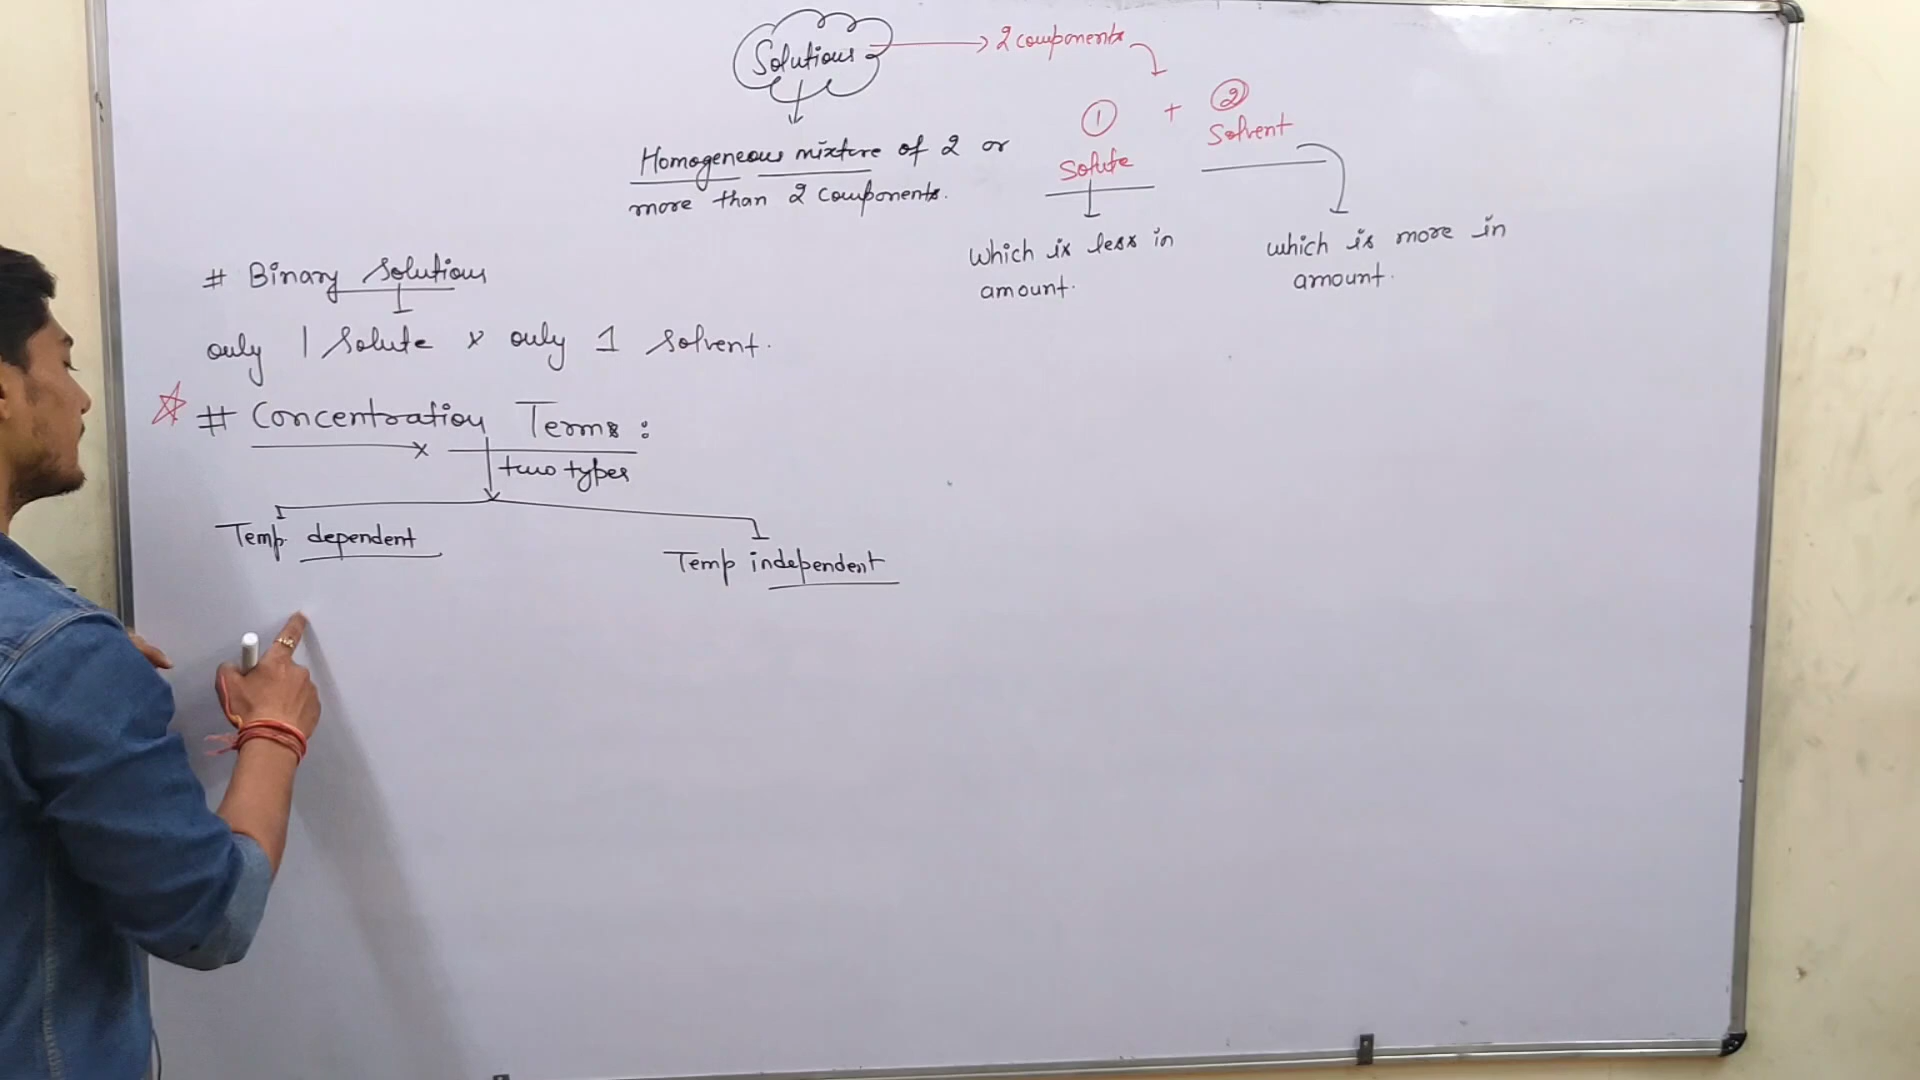 Solutions
2 components
① + ②
Solute
Solvent
Homogeneous mixture of 2 or
more than 2 components.
which is less in
amount.
which is more in
amount.
# Binary Solutions
only 1 Solute & only 1 solvent.
# Concentration Terms:
two types
Temp. dependent
Temp independent